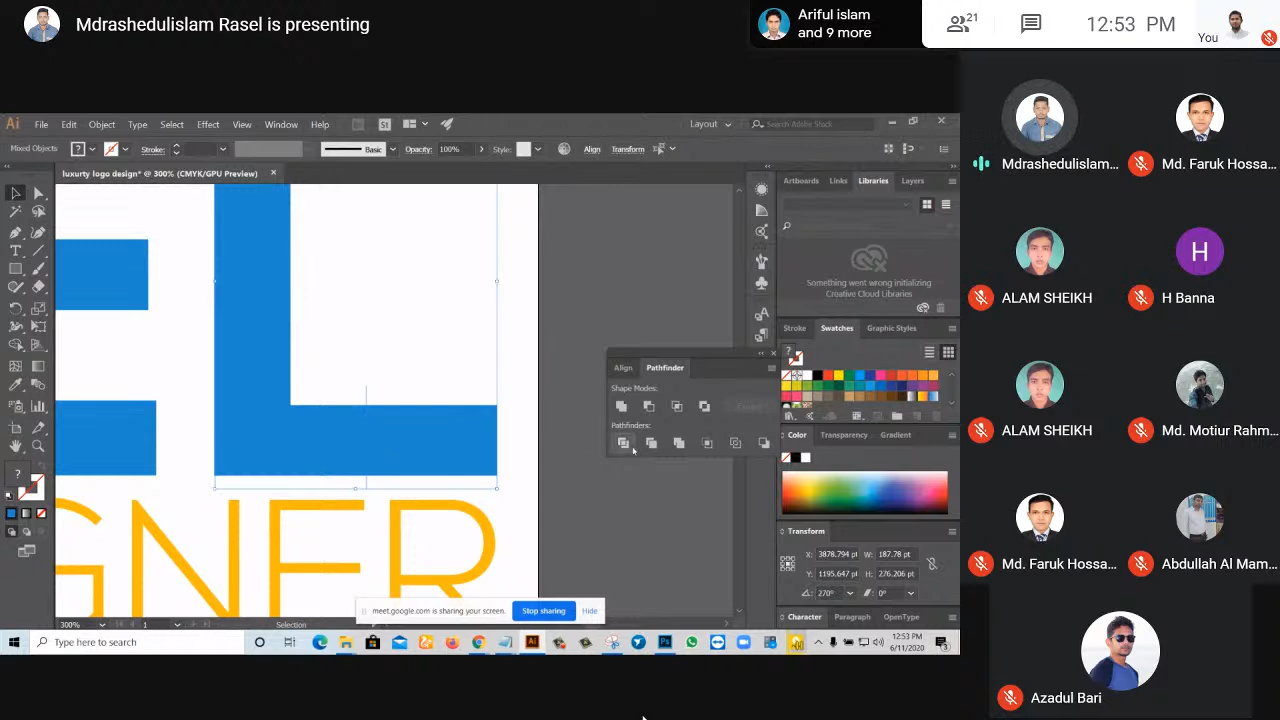 Mdrashedulislam Rasel is presenting
Ariful islam
and 9 more
21
12:53 PM
You
Ai File Edit Object Type Select Effect View Window Help Br St Layout Search Adobe Stock
Mixed Objects ? Stroke: Basic Opacity: 100% Style: Align Transform
luxurty logo design* @ 300% (CMYK/GPU Preview) ×
Artboards Links Libraries Layers
Something went wrong initializing
Creative Cloud Libraries
Stroke Swatches Graphic Styles
?
Align Pathfinder
Shape Modes:
Expand
Pathfinders:
Color Transparency Gradient
Transform
X: 3878.794 pt W: 187.78 pt
Y: 1195.647 pt H: 276.206 pt
270° 0°
Character Paragraph OpenType
L
GNER
?
meet.google.com is sharing your screen. Stop sharing Hide
300% 1 Selection
Type here to search
12:53 PM
6/11/2020
3
Mdrashedulislam...
Md. Faruk Hossa...
ALAM SHEIKH
H
H Banna
ALAM SHEIKH
Md. Motiur Rahm...
Md. Faruk Hossa...
Abdullah Al Mam...
Azadul Bari